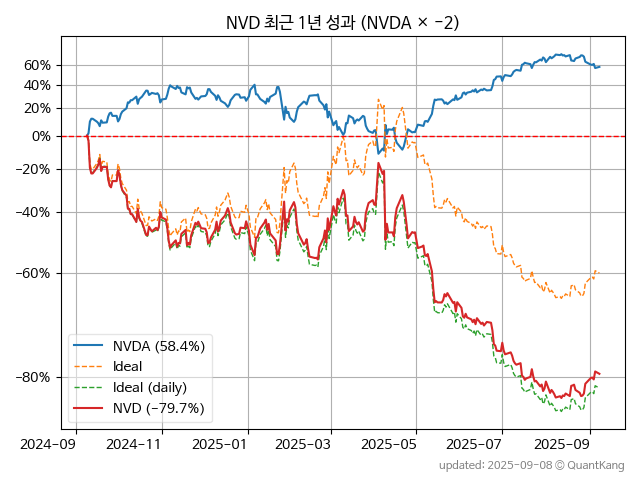 NVD 최근 1년 성과 (NVDA × −2)
60%
40%
20%
0%
−20%
−40%
−60%
−80%
NVDA (58.4%)
Ideal
Ideal (daily)
NVD (−79.7%)
2024-09
2024-11
2025-01
2025-03
2025-05
2025-07
2025-09
updated: 2025-09-08 © QuantKang